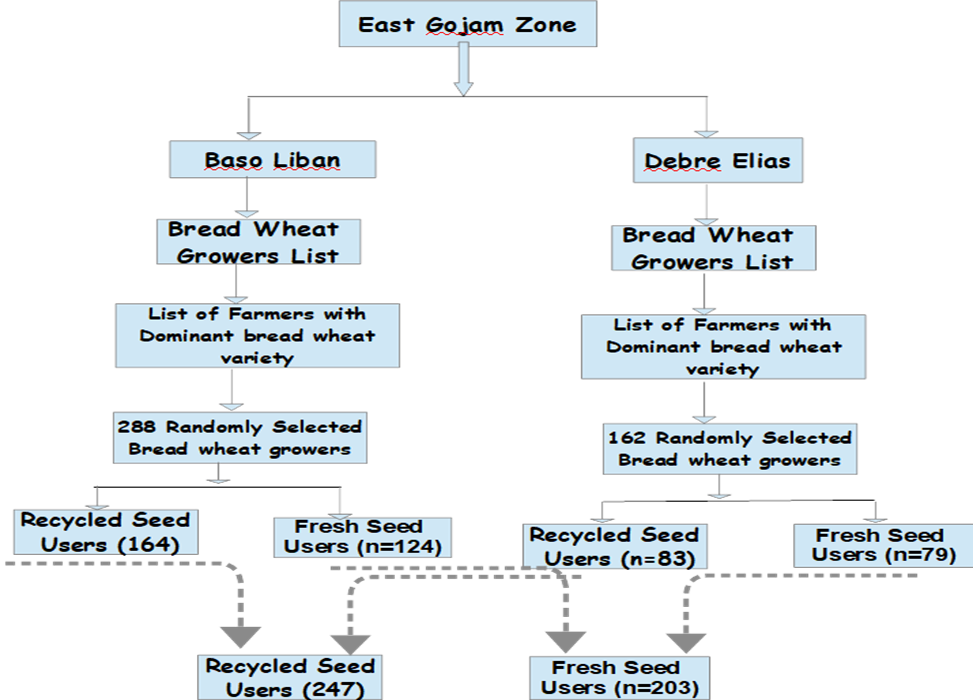 East Gojam Zone
Baso Liban
Debre Elias
Bread Wheat
Growers List
Bread Wheat
Growers List
List of Farmers with
Dominant bread wheat
variety
List of Farmers with
Dominant bread wheat
variety
288 Randomly Selected
Bread wheat growers
162 Randomly Selected
Bread wheat growers
Recycled Seed
Users (164)
Fresh Seed
Users (n=124)
Recycled Seed
Users (n=83)
Fresh Seed
Users (n=79)
Recycled Seed
Users (247)
Fresh Seed
Users (n=203)